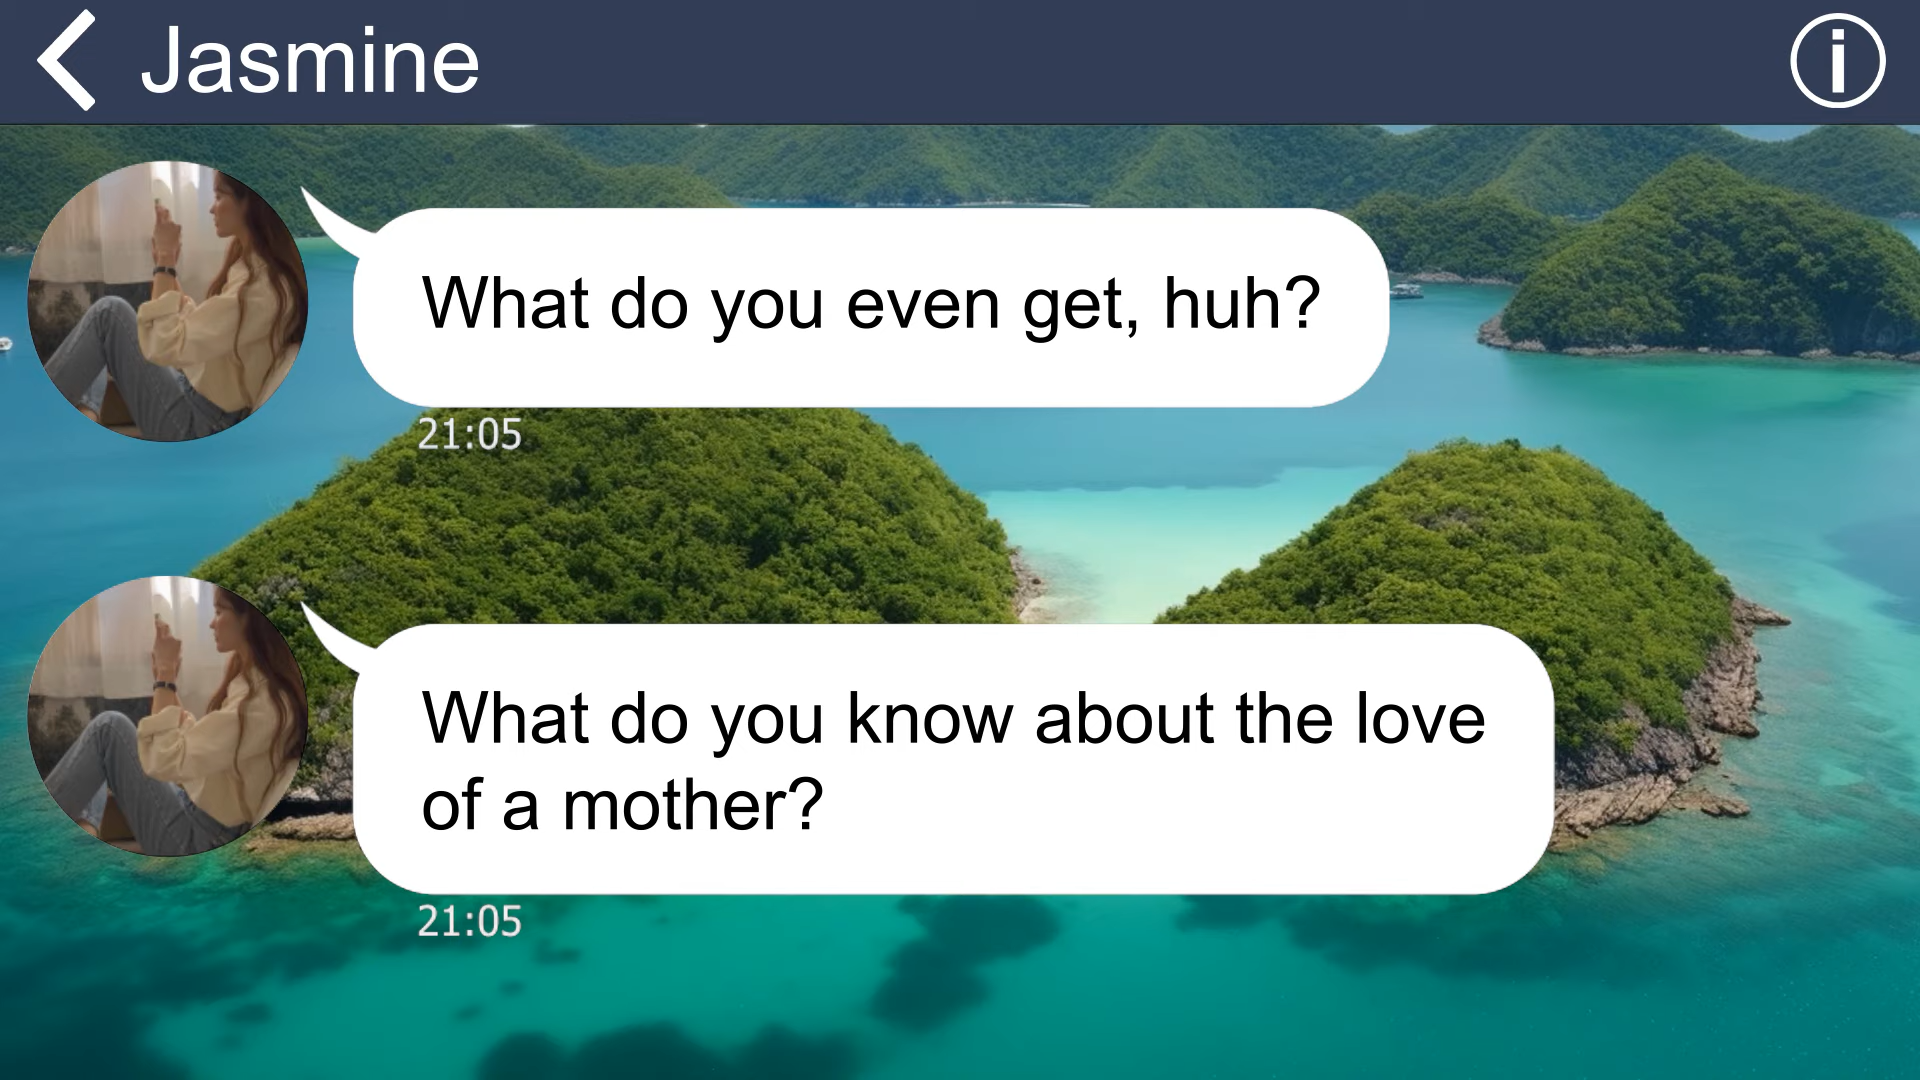 Jasmine
What do you even get, huh?
21:05
What do you know about the love
of a mother?
21:05